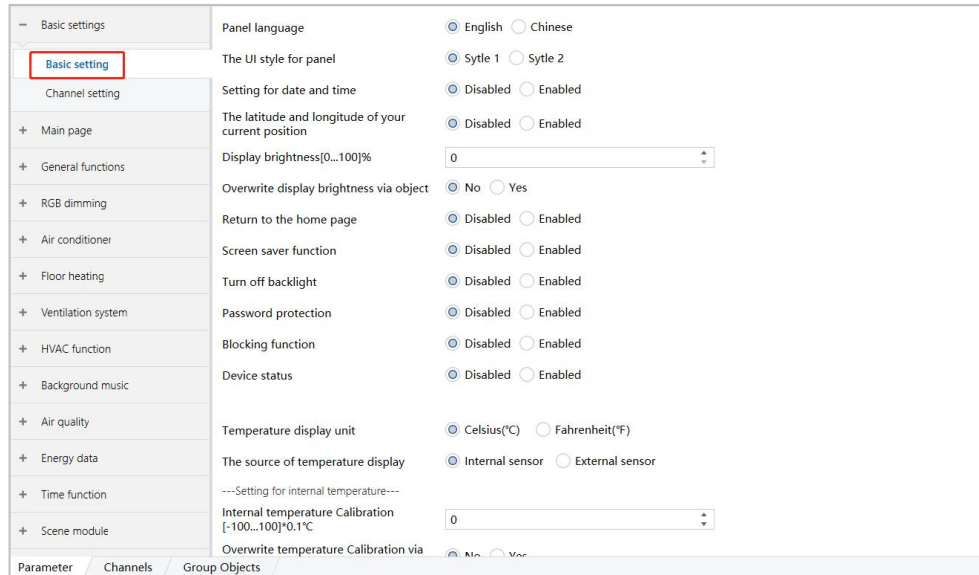 − Basic settings
Basic setting
Channel setting
+ Main page
+ General functions
+ RGB dimming
+ Air conditioner
+ Floor heating
+ Ventilation system
+ HVAC function
+ Background music
+ Air quality
+ Energy data
+ Time function
+ Scene module
Panel language English Chinese
The UI style for panel Sytle 1 Sytle 2
Setting for date and time Disabled Enabled
The latitude and longitude of your
current position Disabled Enabled
Display brightness[0...100]% 0
Overwrite display brightness via object No Yes
Return to the home page Disabled Enabled
Screen saver function Disabled Enabled
Turn off backlight Disabled Enabled
Password protection Disabled Enabled
Blocking function Disabled Enabled
Device status Disabled Enabled
Temperature display unit Celsius(℃) Fahrenheit(℉)
The source of temperature display Internal sensor External sensor
---Setting for internal temperature---
Internal temperature Calibration
[-100...100]*0.1℃ 0
Overwrite temperature Calibration via
No Yes
Parameter Channels Group Objects